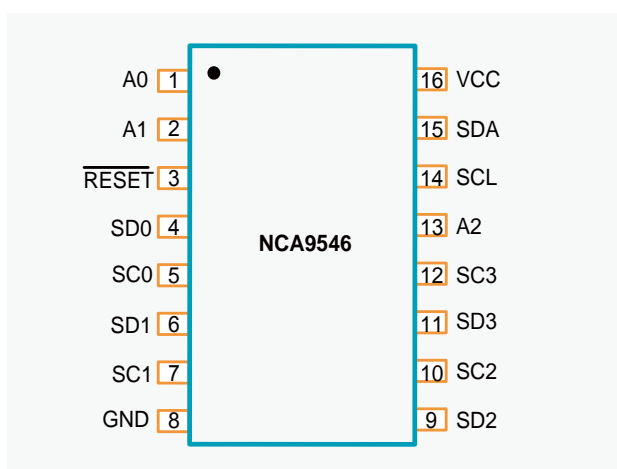 A0 1 16 VCC
A1 2 15 SDA
RESET 3 14 SCL
SD0 4 13 A2
NCA9546
SC0 5 12 SC3
SD1 6 11 SD3
SC1 7 10 SC2
GND 8 9 SD2